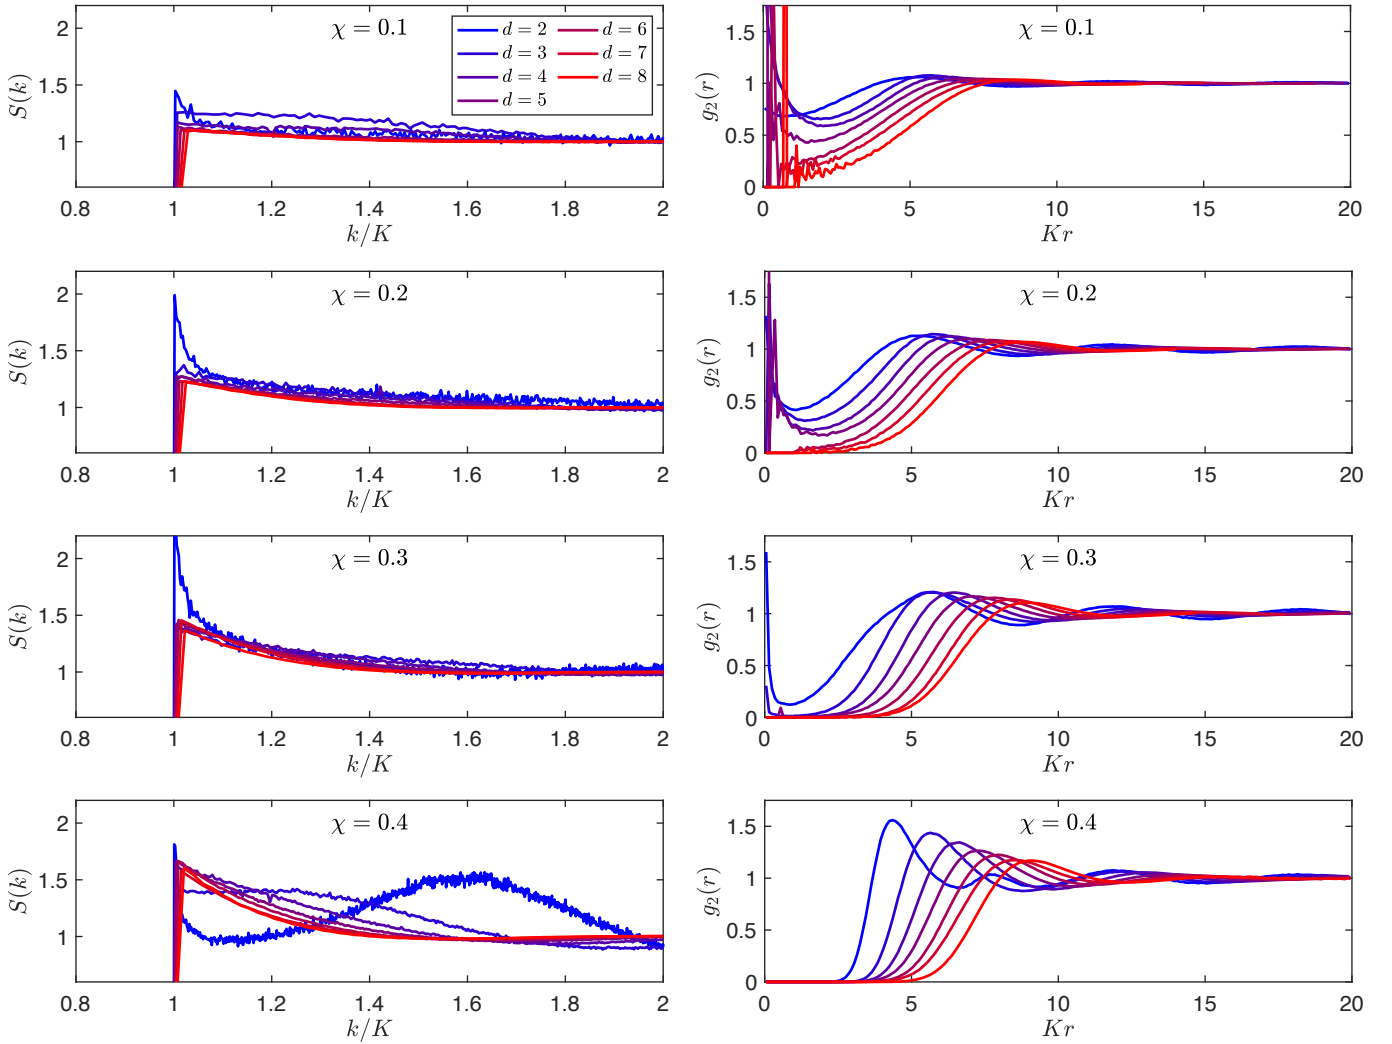 χ = 0.1
S(k)
2
1.5
1
0.8 1 1.2 1.4 1.6 1.8 2
k/K
d = 2
d = 3
d = 4
d = 5
d = 6
d = 7
d = 8
χ = 0.1
g₂(r)
1.5
1
0.5
0
0 5 10 15 20
Kr
χ = 0.2
S(k)
2
1.5
1
0.8 1 1.2 1.4 1.6 1.8 2
k/K
χ = 0.2
g₂(r)
1.5
1
0.5
0
0 5 10 15 20
Kr
χ = 0.3
S(k)
2
1.5
1
0.8 1 1.2 1.4 1.6 1.8 2
k/K
χ = 0.3
g₂(r)
1.5
1
0.5
0
0 5 10 15 20
Kr
χ = 0.4
S(k)
2
1.5
1
0.8 1 1.2 1.4 1.6 1.8 2
k/K
χ = 0.4
g₂(r)
1.5
1
0.5
0
0 5 10 15 20
Kr